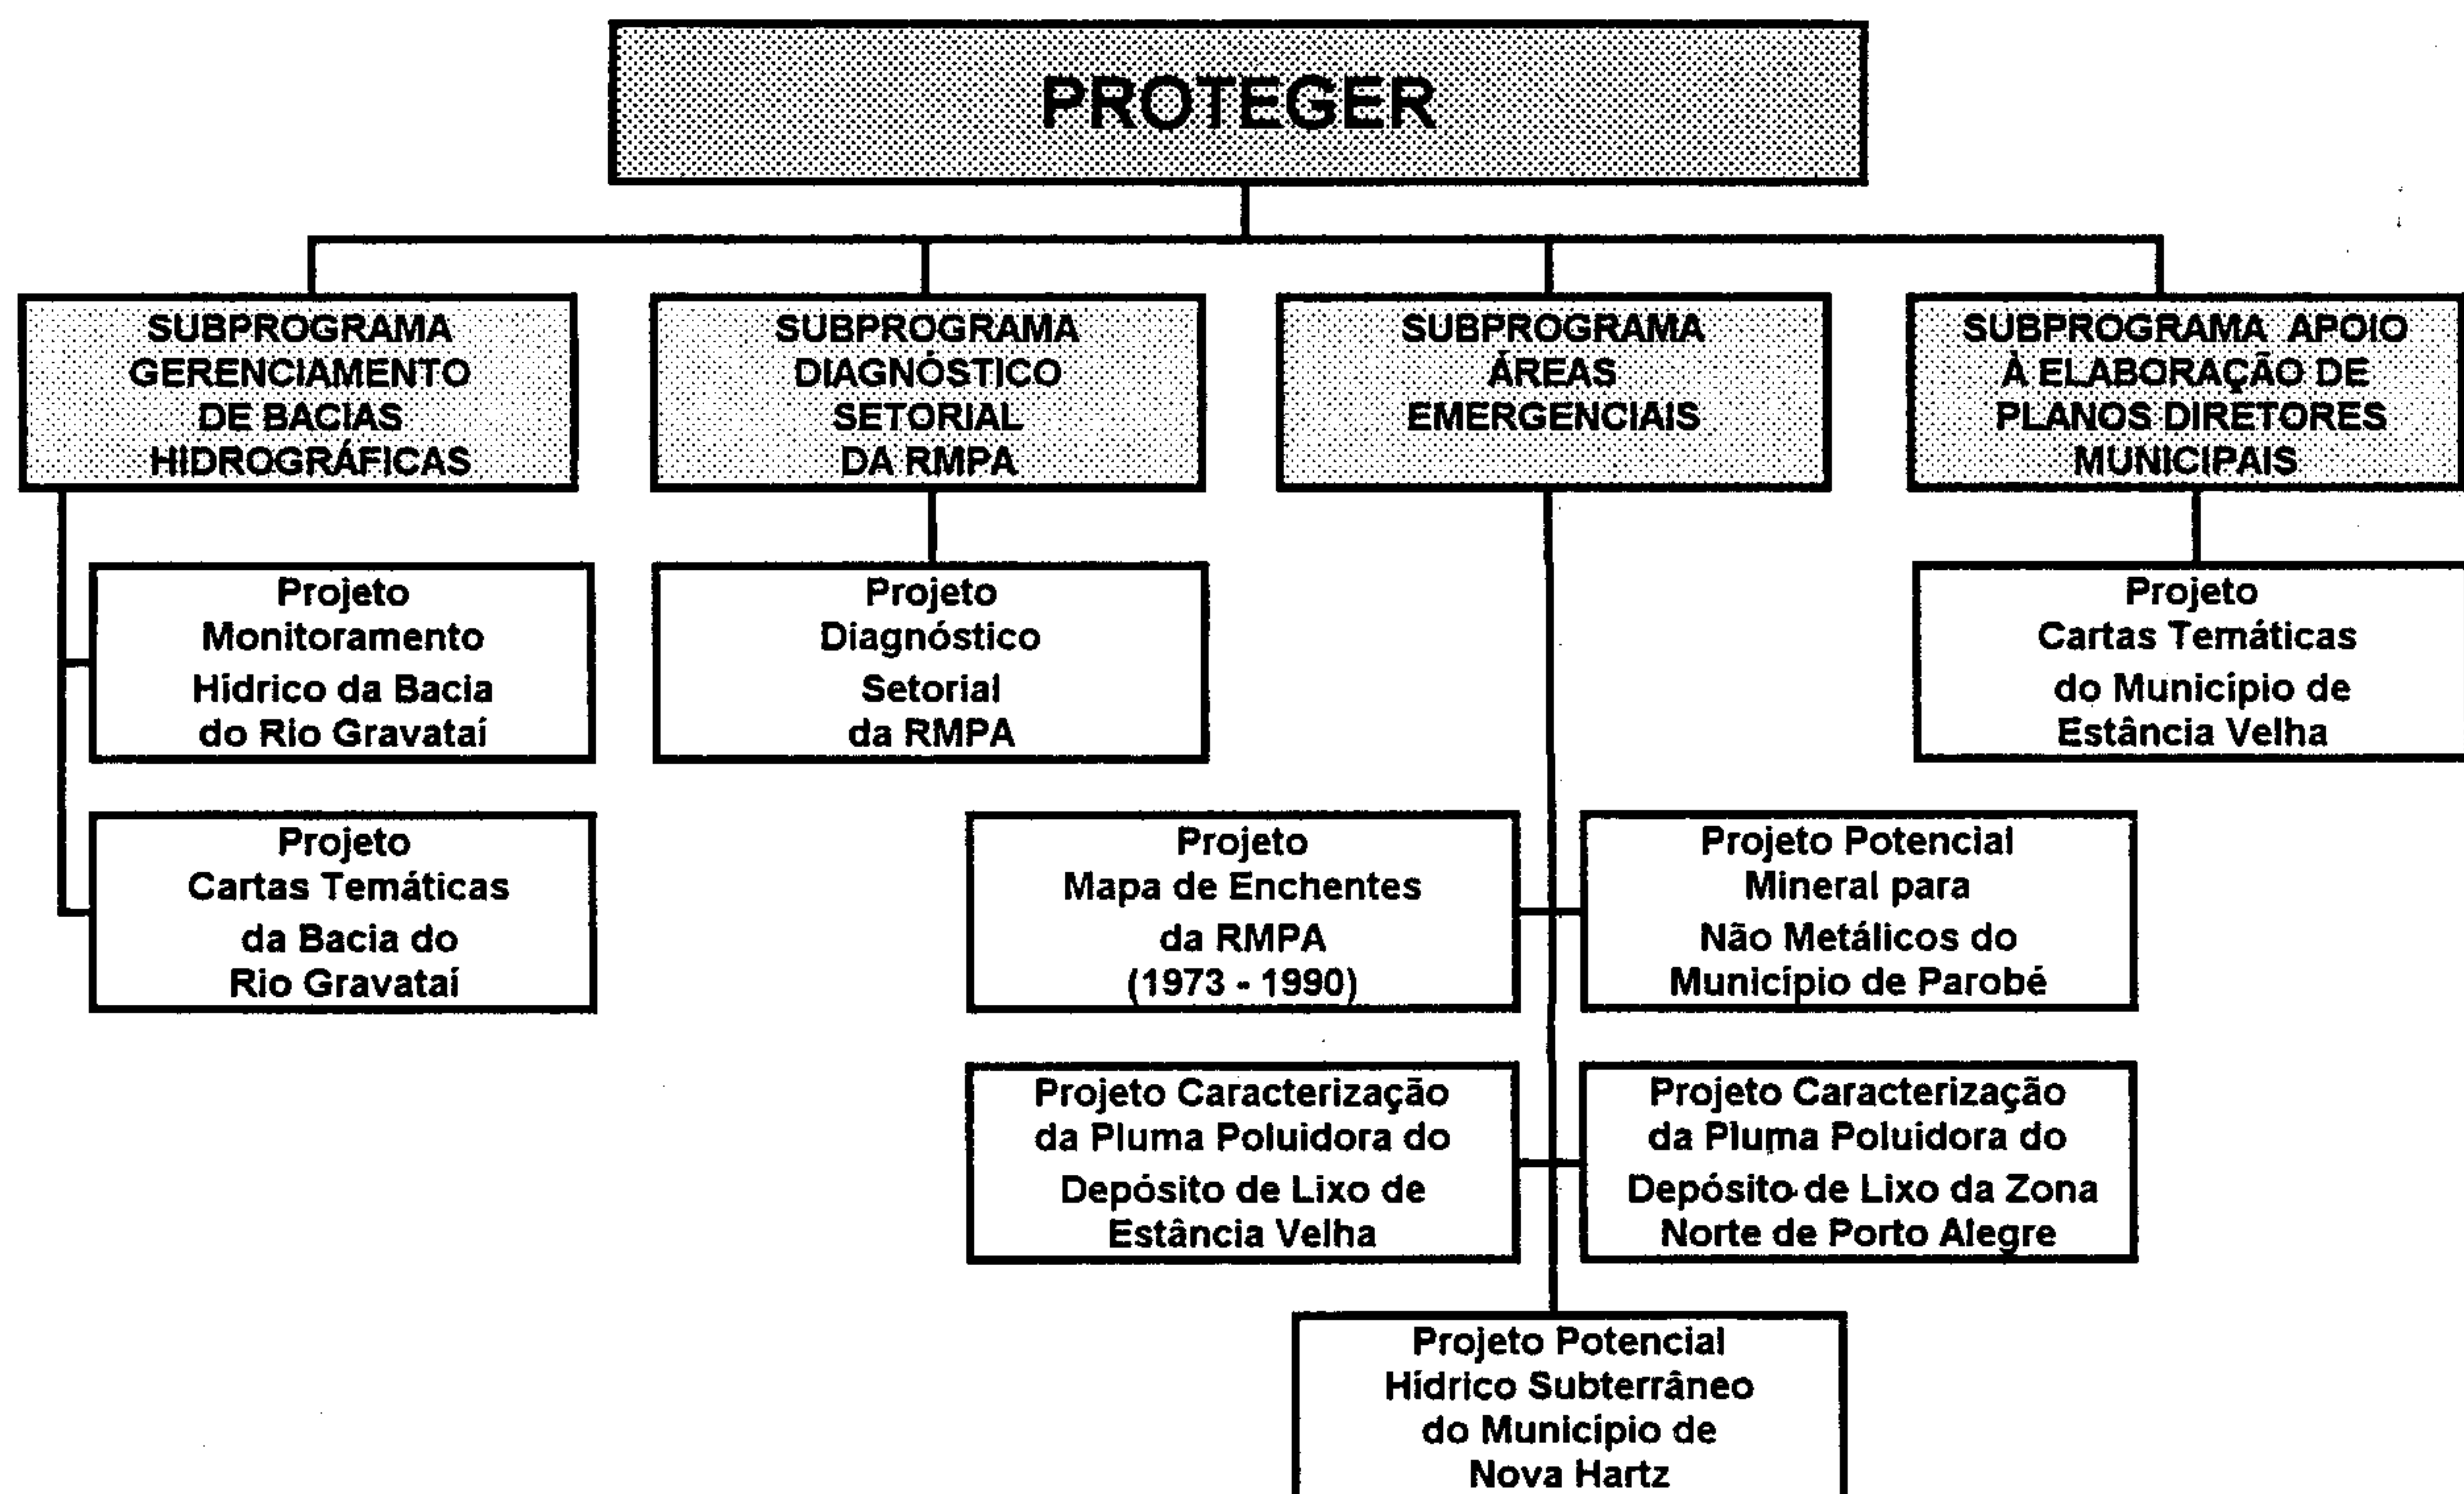 PROTEGER
SUBPROGRAMA
GERENCIAMENTO
DE BACIAS
HIDROGRÁFICAS
SUBPROGRAMA
DIAGNÓSTICO
SETORIAL
DA RMPA
SUBPROGRAMA
ÁREAS
EMERGENCIAIS
SUBPROGRAMA APOIO
À ELABORAÇÃO DE
PLANOS DIRETORES
MUNICIPAIS
Projeto
Monitoramento
Hídrico da Bacia
do Rio Gravataí
Projeto
Diagnóstico
Setorial
da RMPA
Projeto
Cartas Temáticas
do Município de
Estância Velha
Projeto
Cartas Temáticas
da Bacia do
Rio Gravataí
Projeto
Mapa de Enchentes
da RMPA
(1973 - 1990)
Projeto Potencial
Mineral para
Não Metálicos do
Município de Parobé
Projeto Caracterização
da Pluma Poluidora do
Depósito de Lixo de
Estância Velha
Projeto Caracterização
da Pluma Poluidora do
Depósito de Lixo da Zona
Norte de Porto Alegre
Projeto Potencial
Hídrico Subterrâneo
do Município de
Nova Hartz